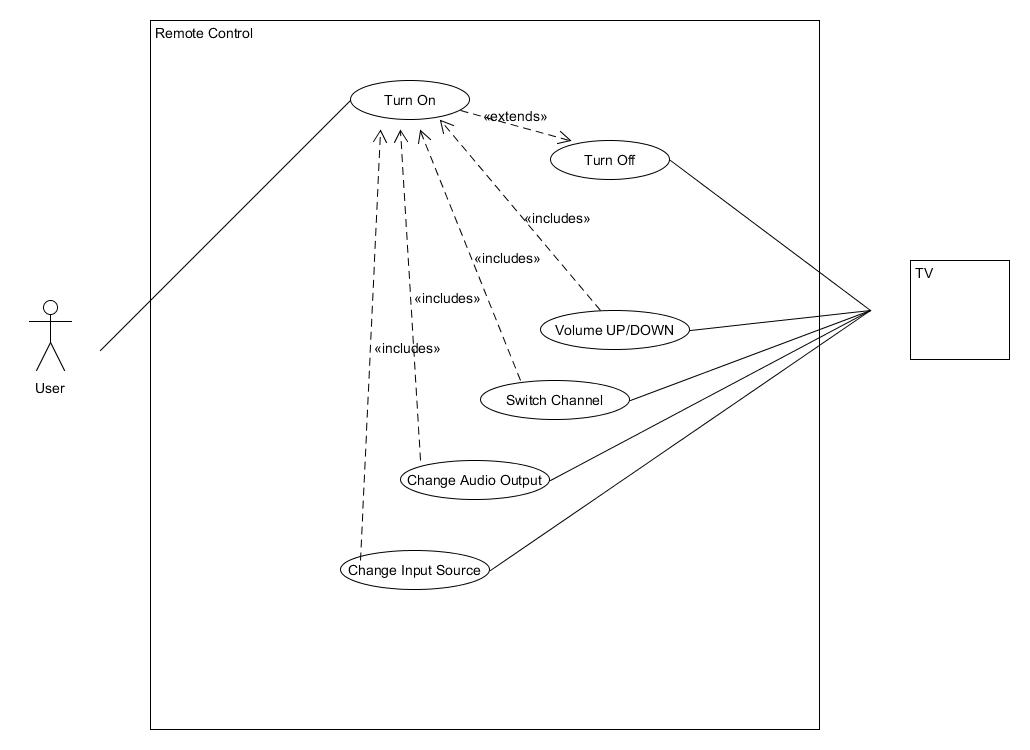 Remote Control
Turn On
«extends»
Turn Off
«includes»
«includes»
TV
«includes»
Volume UP/DOWN
«includes»
User
Switch Channel
Change Audio Output
Change Input Source